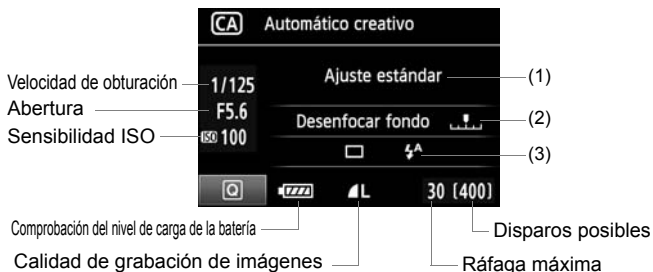 CA Automático creativo
Velocidad de obturación 1/125 Ajuste estándar (1)
Abertura F5.6 Desenfocar fondo (2)
Sensibilidad ISO ISO 100 (3)
A
Q L 30 [400]
Comprobación del nivel de carga de la batería Disparos posibles
Calidad de grabación de imágenes Ráfaga máxima